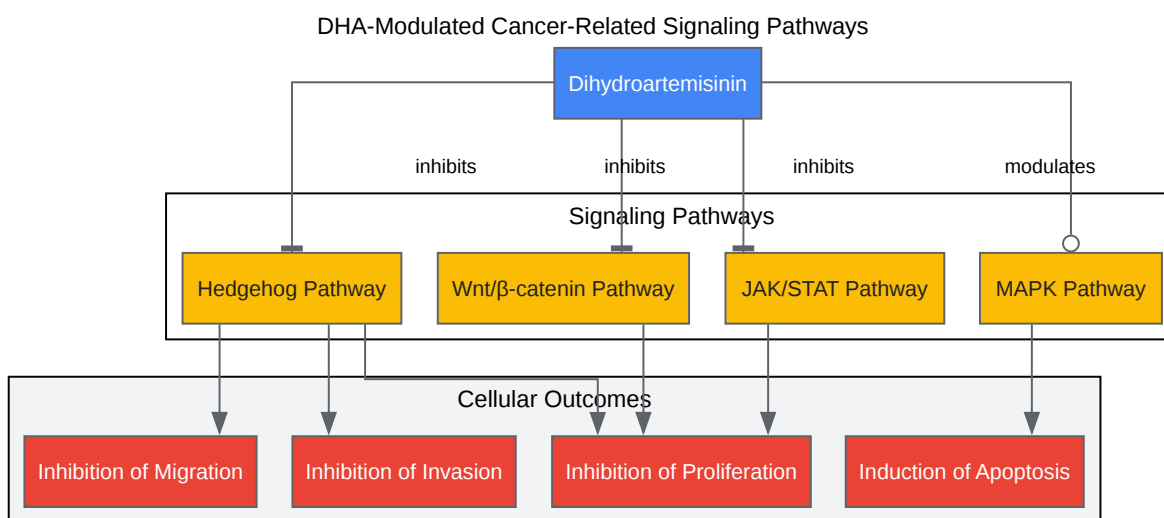 DHA-Modulated Cancer-Related Signaling Pathways
Dihydroartemisinin
inhibits
inhibits
inhibits
modulates
Signaling Pathways
Hedgehog Pathway
Wnt/β-catenin Pathway
JAK/STAT Pathway
MAPK Pathway
Cellular Outcomes
Inhibition of Migration
Inhibition of Invasion
Inhibition of Proliferation
Induction of Apoptosis